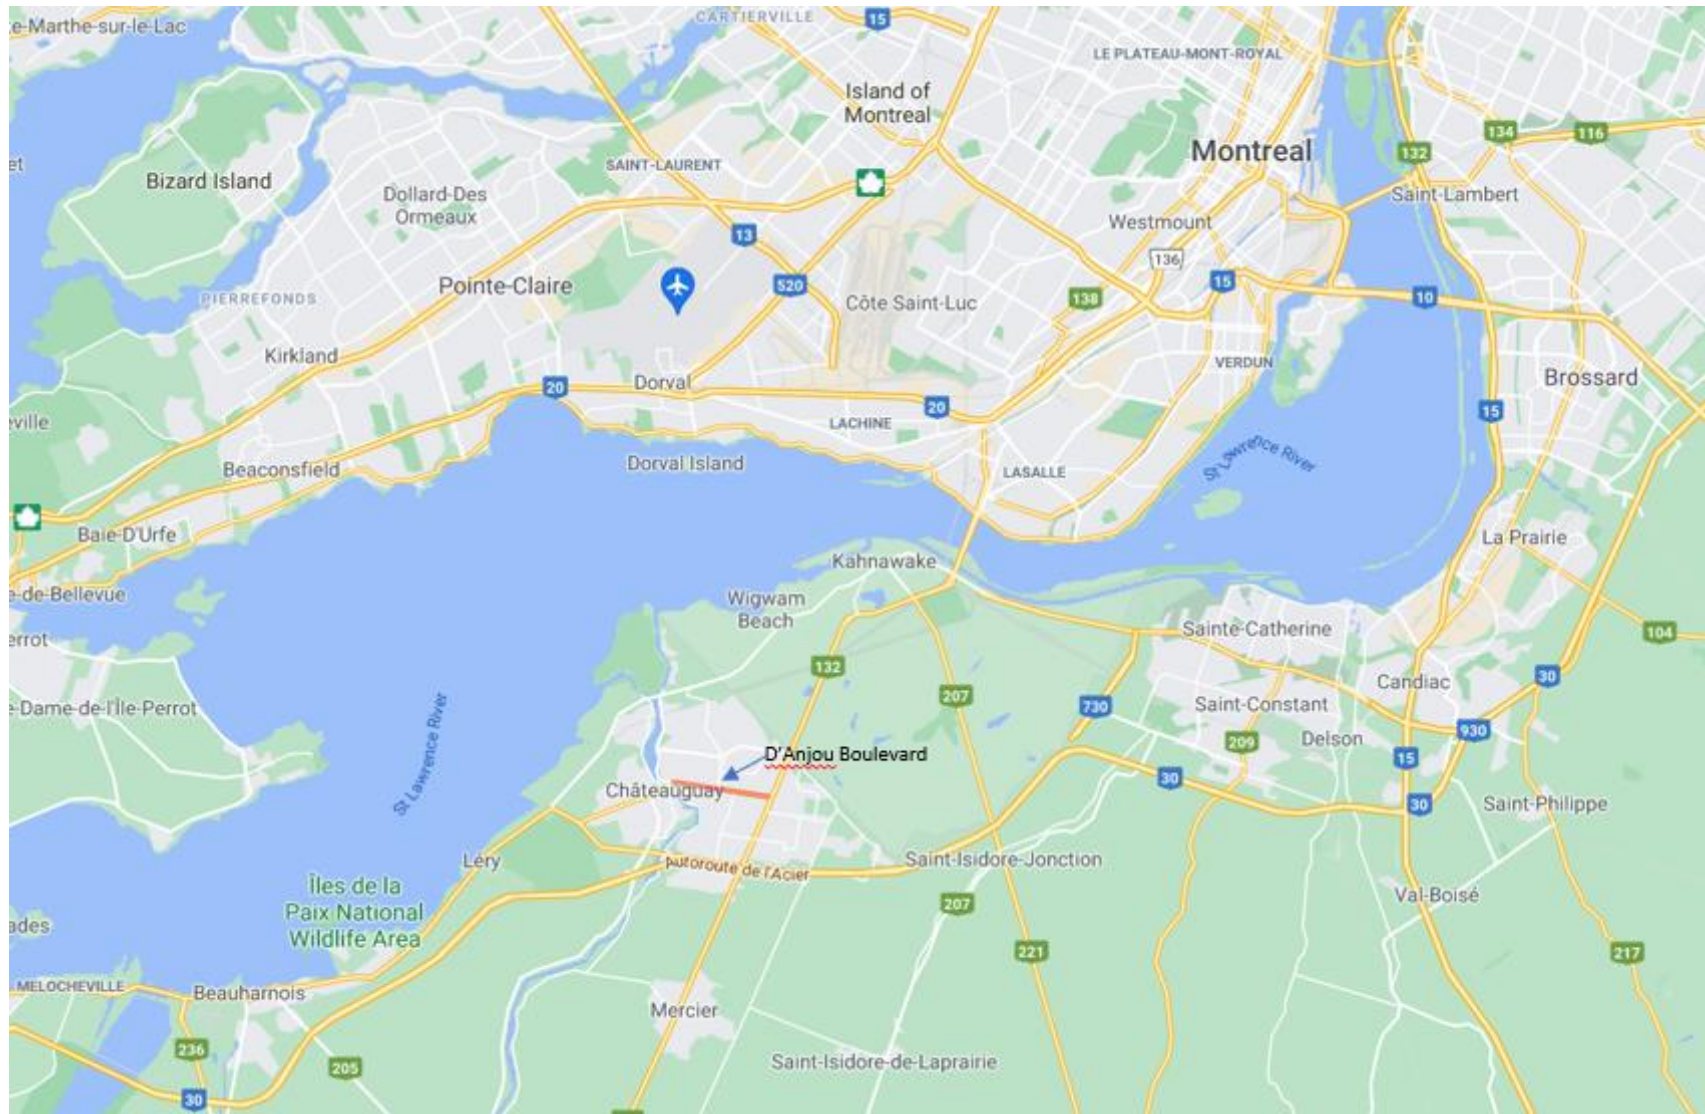 CARTIERVILLE
15
e-Marthe-sur-le-Lac
LE PLATEAU-MONT-ROYAL
Island of
Montreal
134
116
132
Montreal
SAINT-LAURENT
et
Bizard Island
Dollard-Des
Ormeaux
Saint-Lambert
Westmount
13
136
Pointe-Claire
520
15
PIERREFONDS
Côte Saint-Luc
138
10
Kirkland
VERDUN
Dorval
20
Brossard
20
15
eville
LACHINE
Beaconsfield
Dorval Island
LASALLE
St Lawrence River
Baie-D'Urfe
La Prairie
Kahnawake
e-de-Bellevue
Wigwam
Beach
Sainte-Catherine
104
errot
132
30
Candiac
207
730
Saint-Constant
e Dame-de-l'Île-Perrot
930
209
Delson
St Lawrence River
D'Anjou Boulevard
15
30
Châteauguay
30
Saint-Philippe
Léry
Autoroute de l'Acier
Saint-Isidore-Jonction
Îles de la
Paix National
Wildlife Area
207
Val-Boisé
ades
221
217
MELOCHEVILLE
Beauharnois
Mercier
236
205
Saint-Isidore-de-Laprairie
30